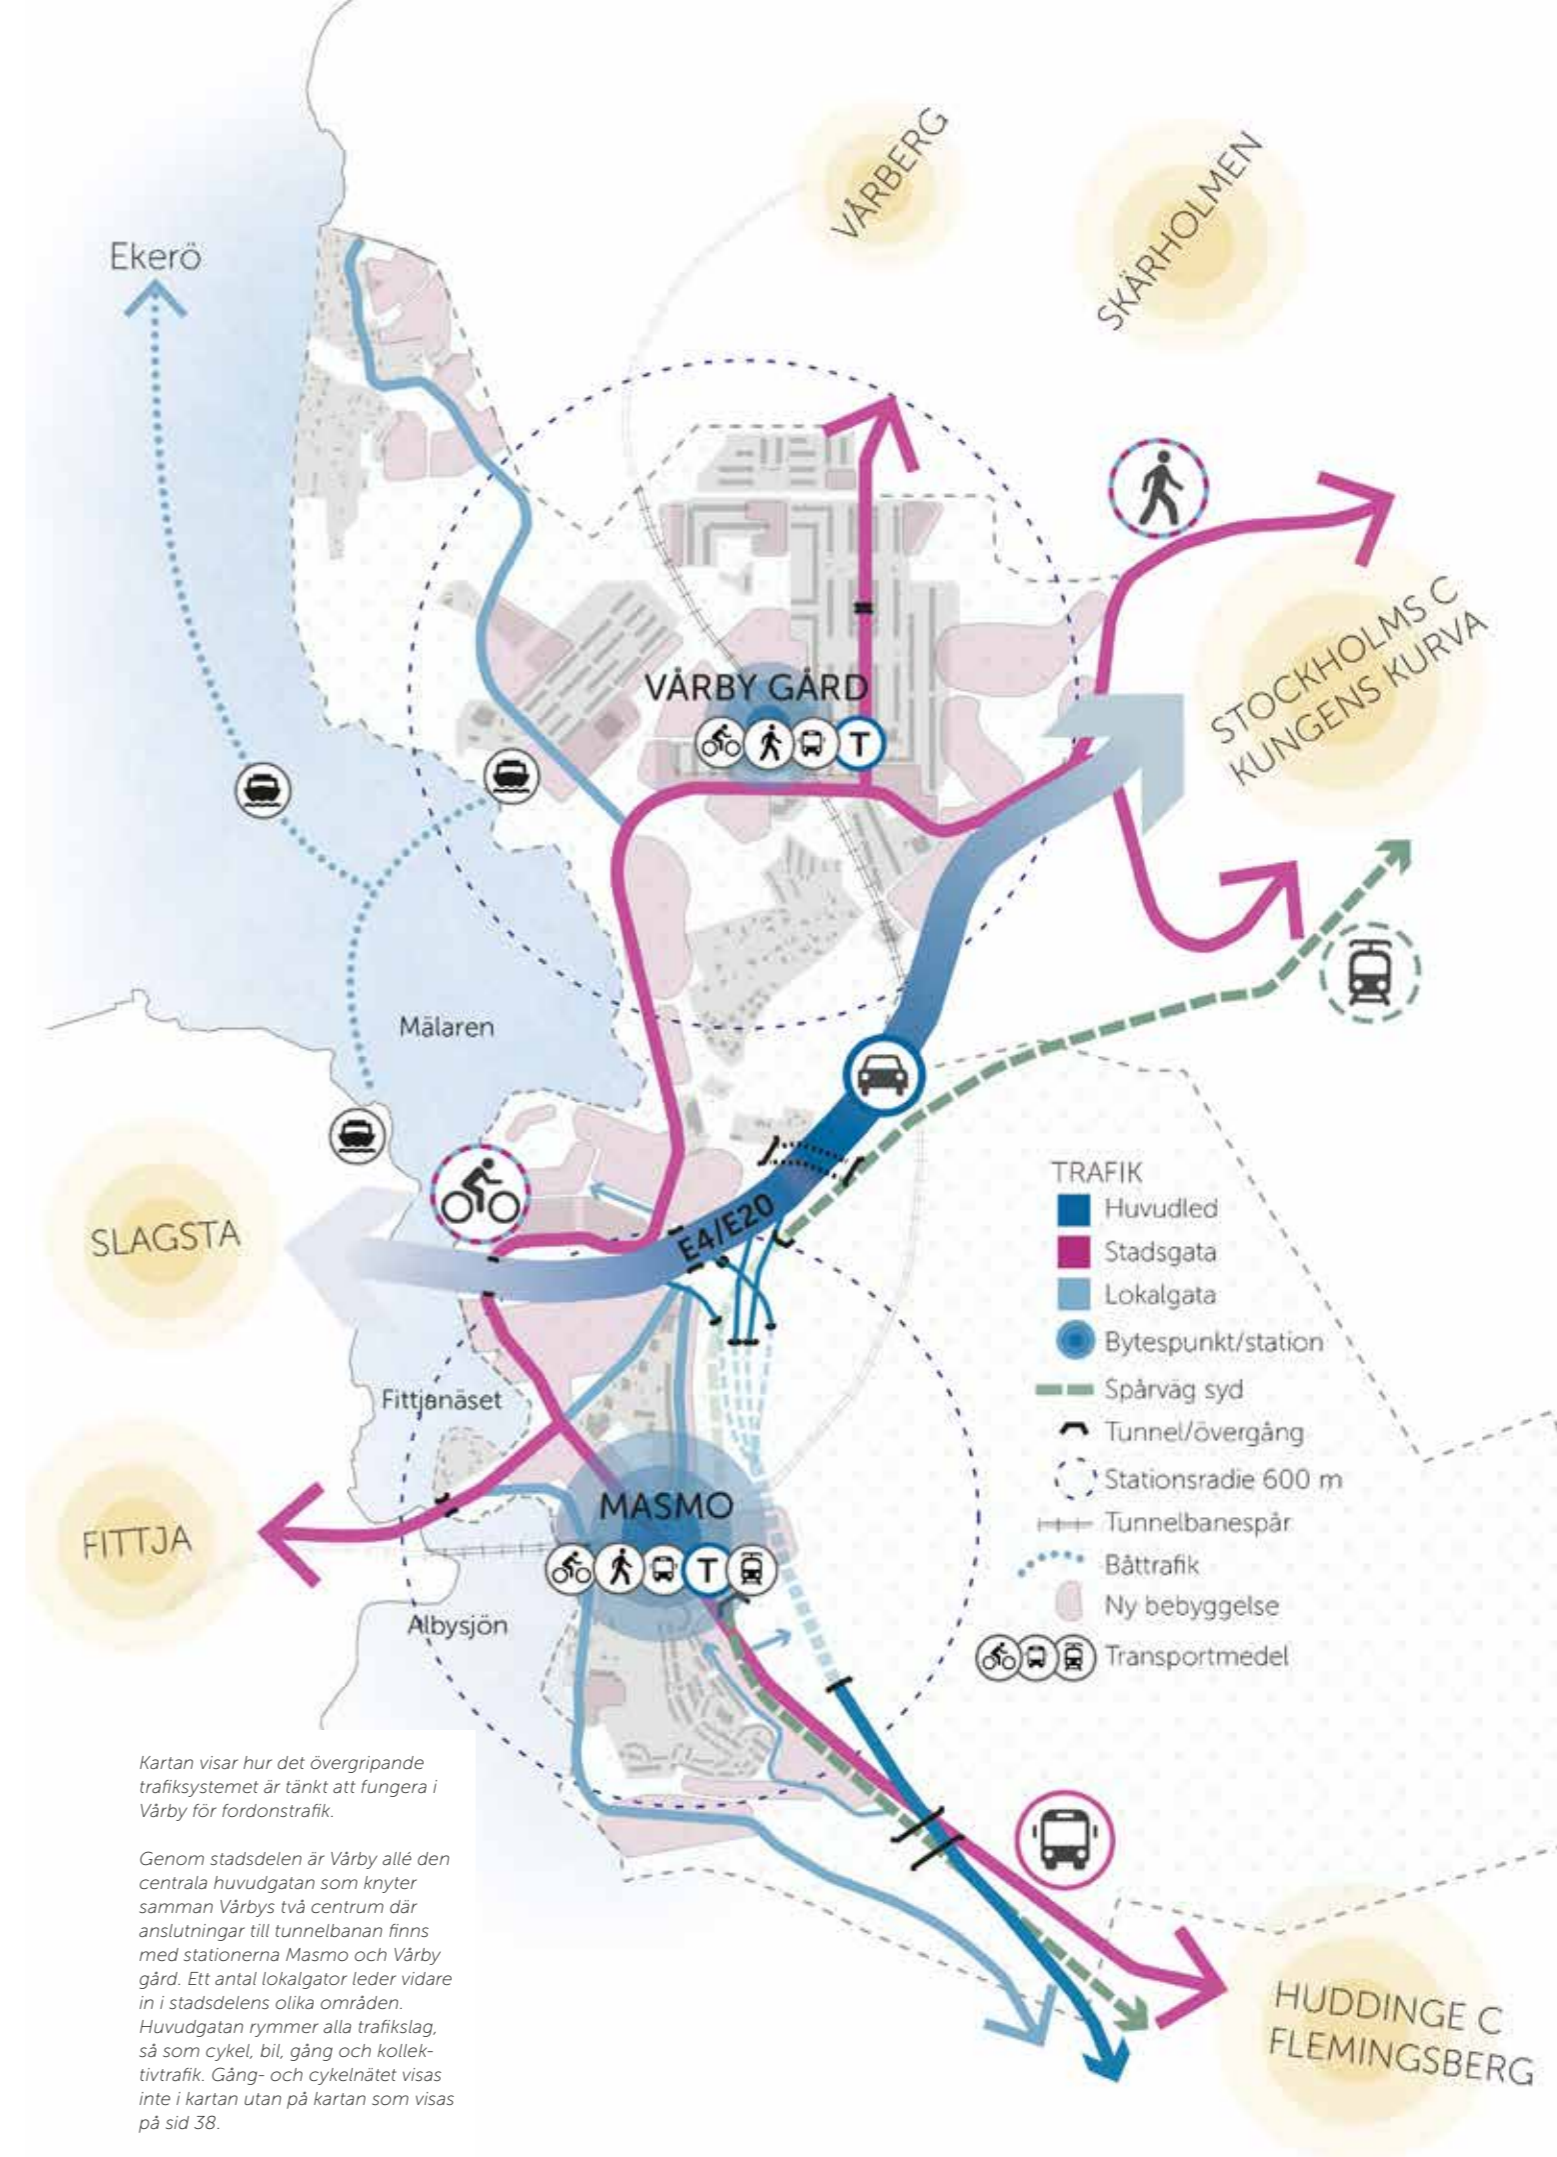 VÅRBERG
SKÄRHOLMEN
Ekerö
STOCKHOLMS C
KUNGENS KURVA
VÅRBY GÅRD
T
Mälaren
SLAGSTA
E4/E20
Fittjanäset
FITTJA
MASMO
T
Albysjön
TRAFIK
Huvudled
Stadsgata
Lokalgata
Bytespunkt/station
Spårväg syd
Tunnel/övergång
Stationsradie 600 m
Tunnelbanespår
Båttrafik
Ny bebyggelse
Transportmedel
HUDDINGE C
FLEMINGSBERG
Kartan visar hur det övergripande
trafiksystemet är tänkt att fungera i
Vårby för fordonstrafik.
Genom stadsdelen är Vårby allé den
centrala huvudgatan som knyter
samman Vårbys två centrum där
anslutningar till tunnelbanan finns
med stationerna Masmo och Vårby
gård. Ett antal lokalgator leder vidare
in i stadsdelens olika områden.
Huvudgatan rymmer alla trafikslag,
så som cykel, bil, gång och kollek-
tivtrafik. Gång- och cykelnätet visas
inte i kartan utan på kartan som visas
på sid 38.